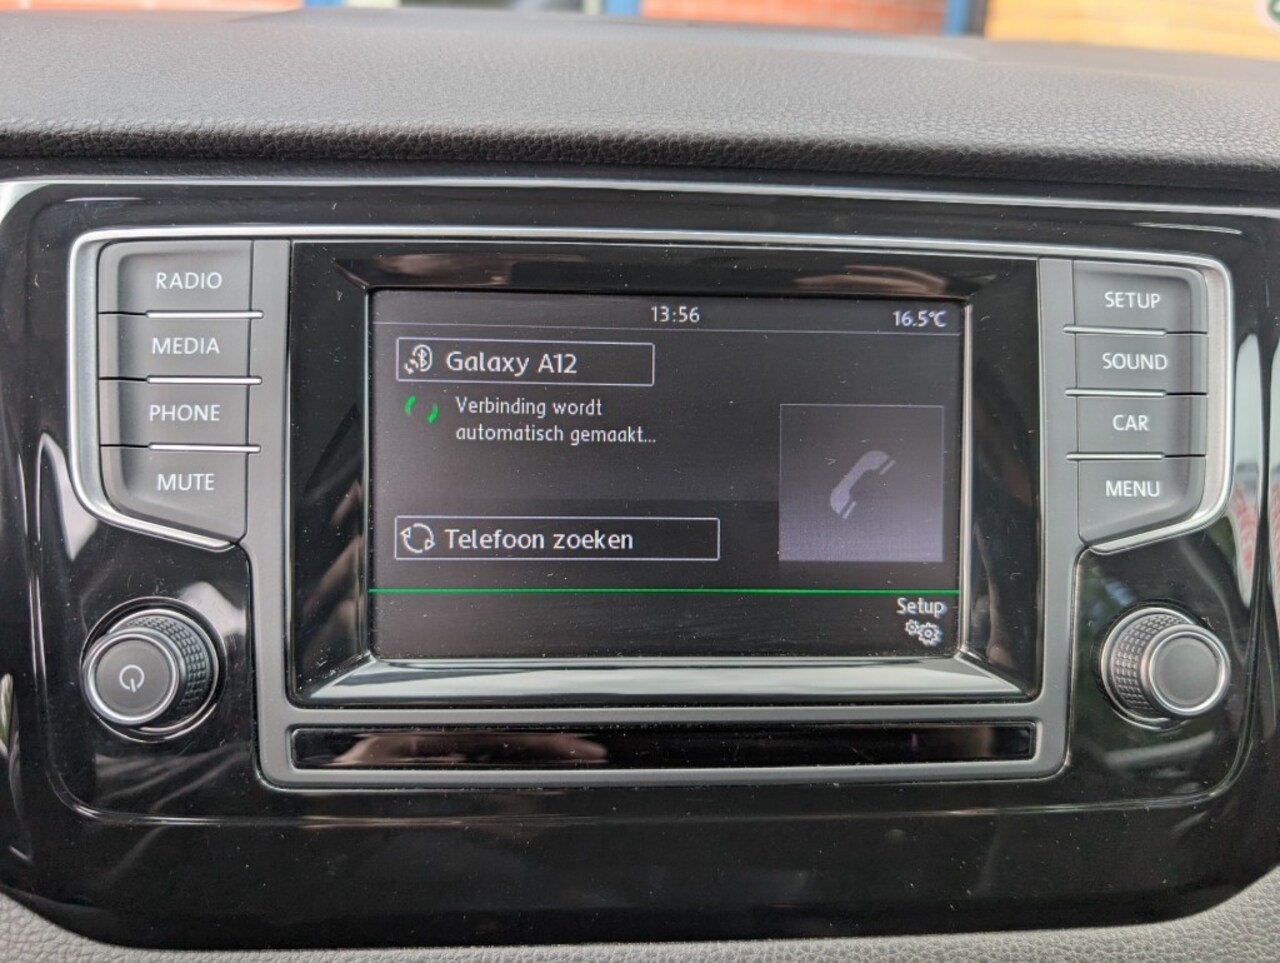 RADIO
MEDIA
PHONE
MUTE
13:56
16.5°C
Galaxy A12
Verbinding wordt
automatisch gemaakt...
Telefoon zoeken
Setup
SETUP
SOUND
CAR
MENU